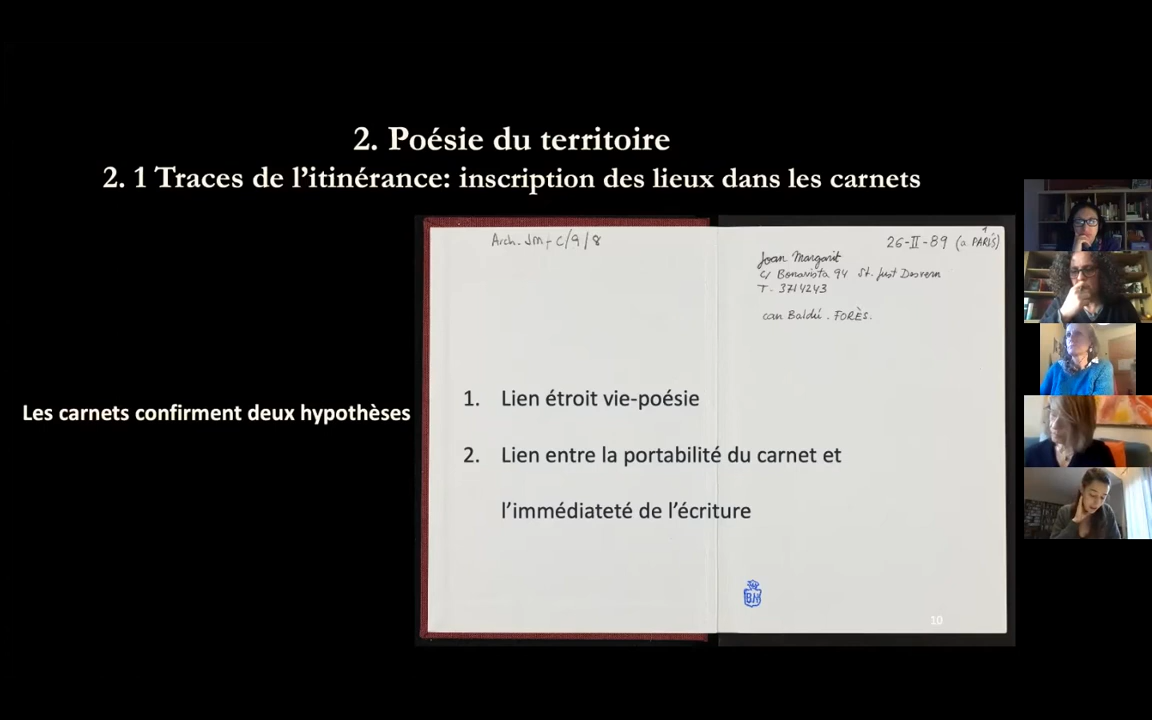 2. Poésie du territoire
2. 1 Traces de l’itinérance: inscription des lieux dans les carnets
Arch. Jm+ C/9/8
26-II-89 (a PARÍS)
Joan Margarit
c/ Bonavista 94 St. Just Desvern
T. 3714243
can Baldú. FORÈS.
Les carnets confirment deux hypothèses
1. Lien étroit vie-poésie
2. Lien entre la portabilité du carnet et
l’immédiateté de l’écriture
BN
10